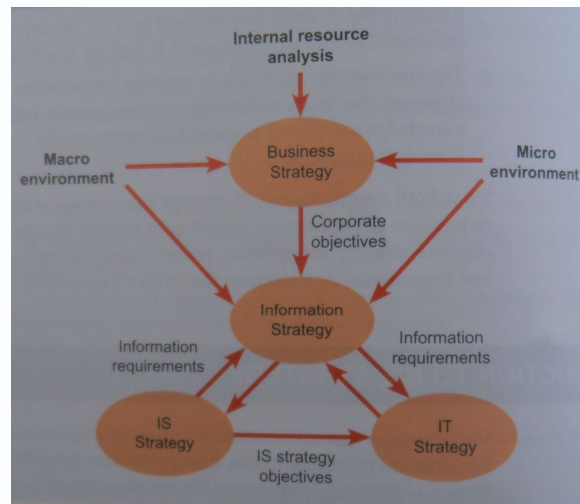 Internal resource
analysis
Macro
environment
Business
Strategy
Micro
environment
Corporate
objectives
Information
Strategy
Information
requirements
Information
requirements
IS
Strategy
IS strategy
objectives
IT
Strategy